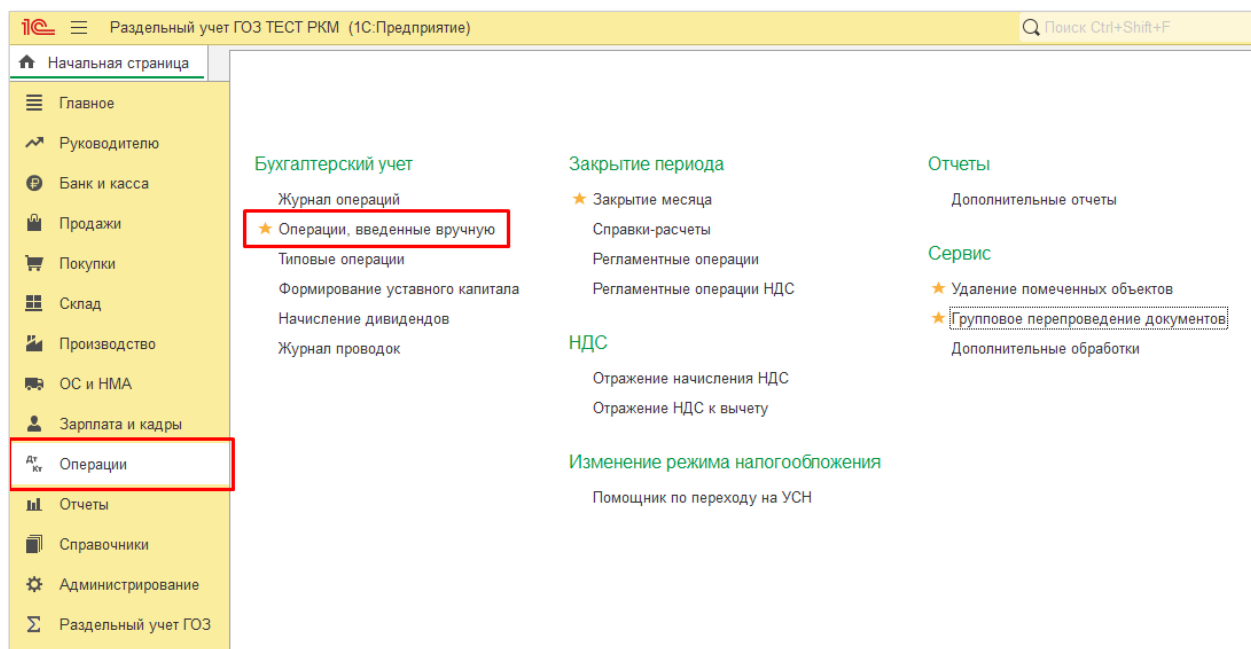 1С Раздельный учет ГОЗ ТЕСТ РКМ (1С:Предприятие) Поиск Ctrl+Shift+F
Начальная страница
Главное
Руководителю
Банк и касса
Продажи
Покупки
Склад
Производство
ОС и НМА
Зарплата и кадры
Дт Кт Операции
Отчеты
Справочники
Администрирование
Раздельный учет ГОЗ
Бухгалтерский учет
Журнал операций
Операции, введенные вручную
Типовые операции
Формирование уставного капитала
Начисление дивидендов
Журнал проводок
Закрытие периода
Закрытие месяца
Справки-расчеты
Регламентные операции
Регламентные операции НДС
НДС
Отражение начисления НДС
Отражение НДС к вычету
Изменение режима налогообложения
Помощник по переходу на УСН
Отчеты
Дополнительные отчеты
Сервис
Удаление помеченных объектов
Групповое перепроведение документов
Дополнительные обработки